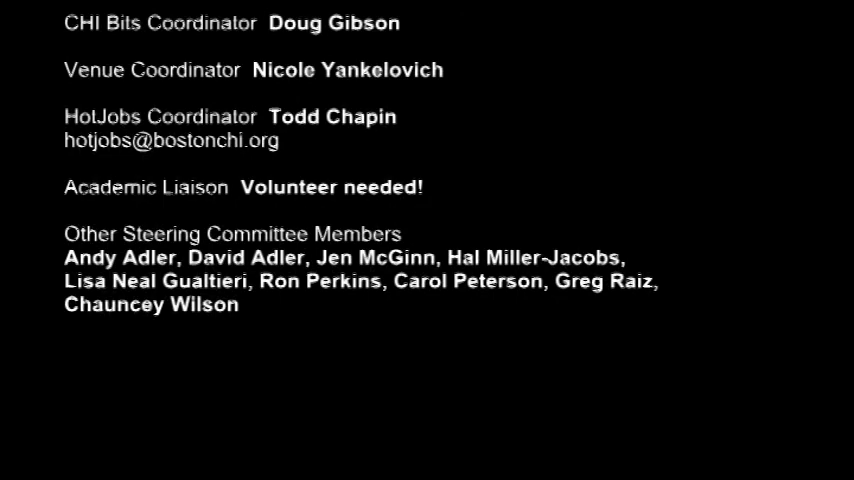 CHI Bits Coordinator Doug Gibson
Venue Coordinator Nicole Yankelovich
HotJobs Coordinator Todd Chapin
hotjobs@bostonchi.org
Academic Liaison Volunteer needed!
Other Steering Committee Members
Andy Adler, David Adler, Jen McGinn, Hal Miller-Jacobs,
Lisa Neal Gualtieri, Ron Perkins, Carol Peterson, Greg Raiz,
Chauncey Wilson